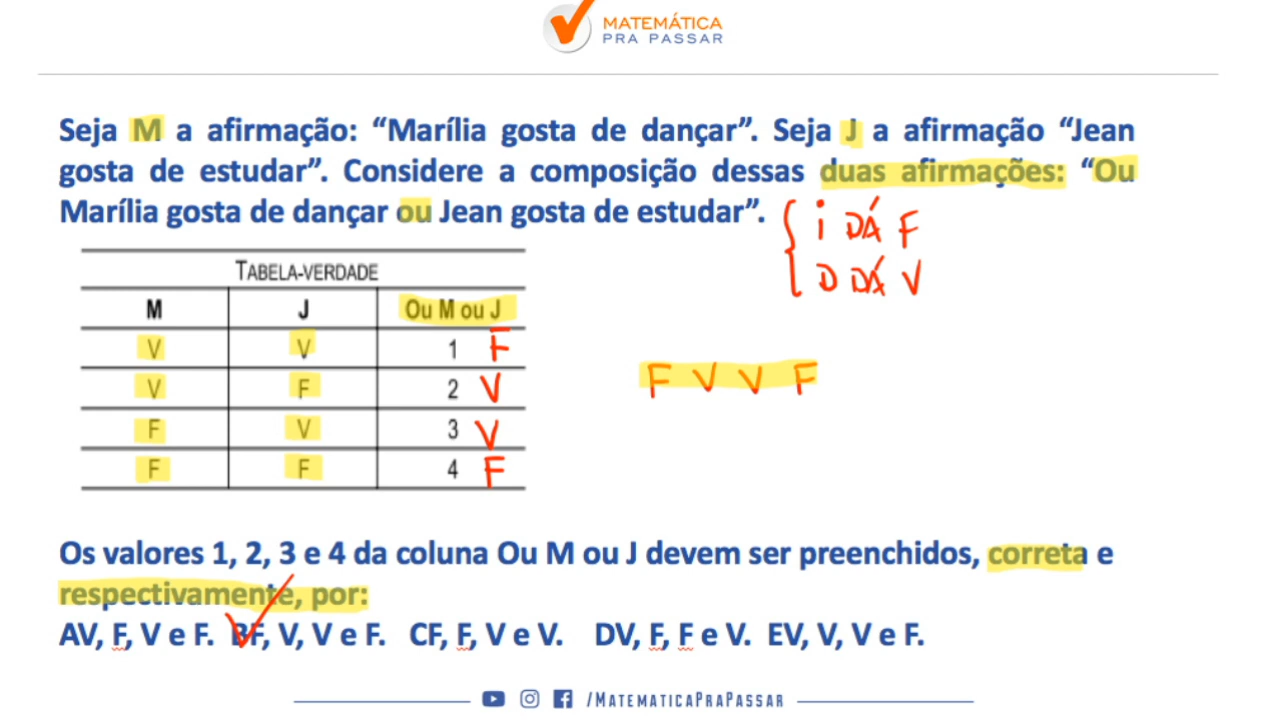 MATEMÁTICA
PRA PASSAR
Seja M a afirmação: “Marília gosta de dançar”. Seja J a afirmação “Jean
gosta de estudar”. Considere a composição dessas duas afirmações: “Ou
Marília gosta de dançar ou Jean gosta de estudar”.
i DÁ F
D DÁ V
TABELA-VERDADE
M J Ou M ou J
V V 1 F
V F 2 V
F V 3 V
F F 4 F
F V V F
Os valores 1, 2, 3 e 4 da coluna Ou M ou J devem ser preenchidos, correta e
respectivamente, por:
AV, F, V e F. BF, V, V e F. CF, F, V e V. DV, F, F e V. EV, V, V e F.
/MATEMATICAPRAPASSAR